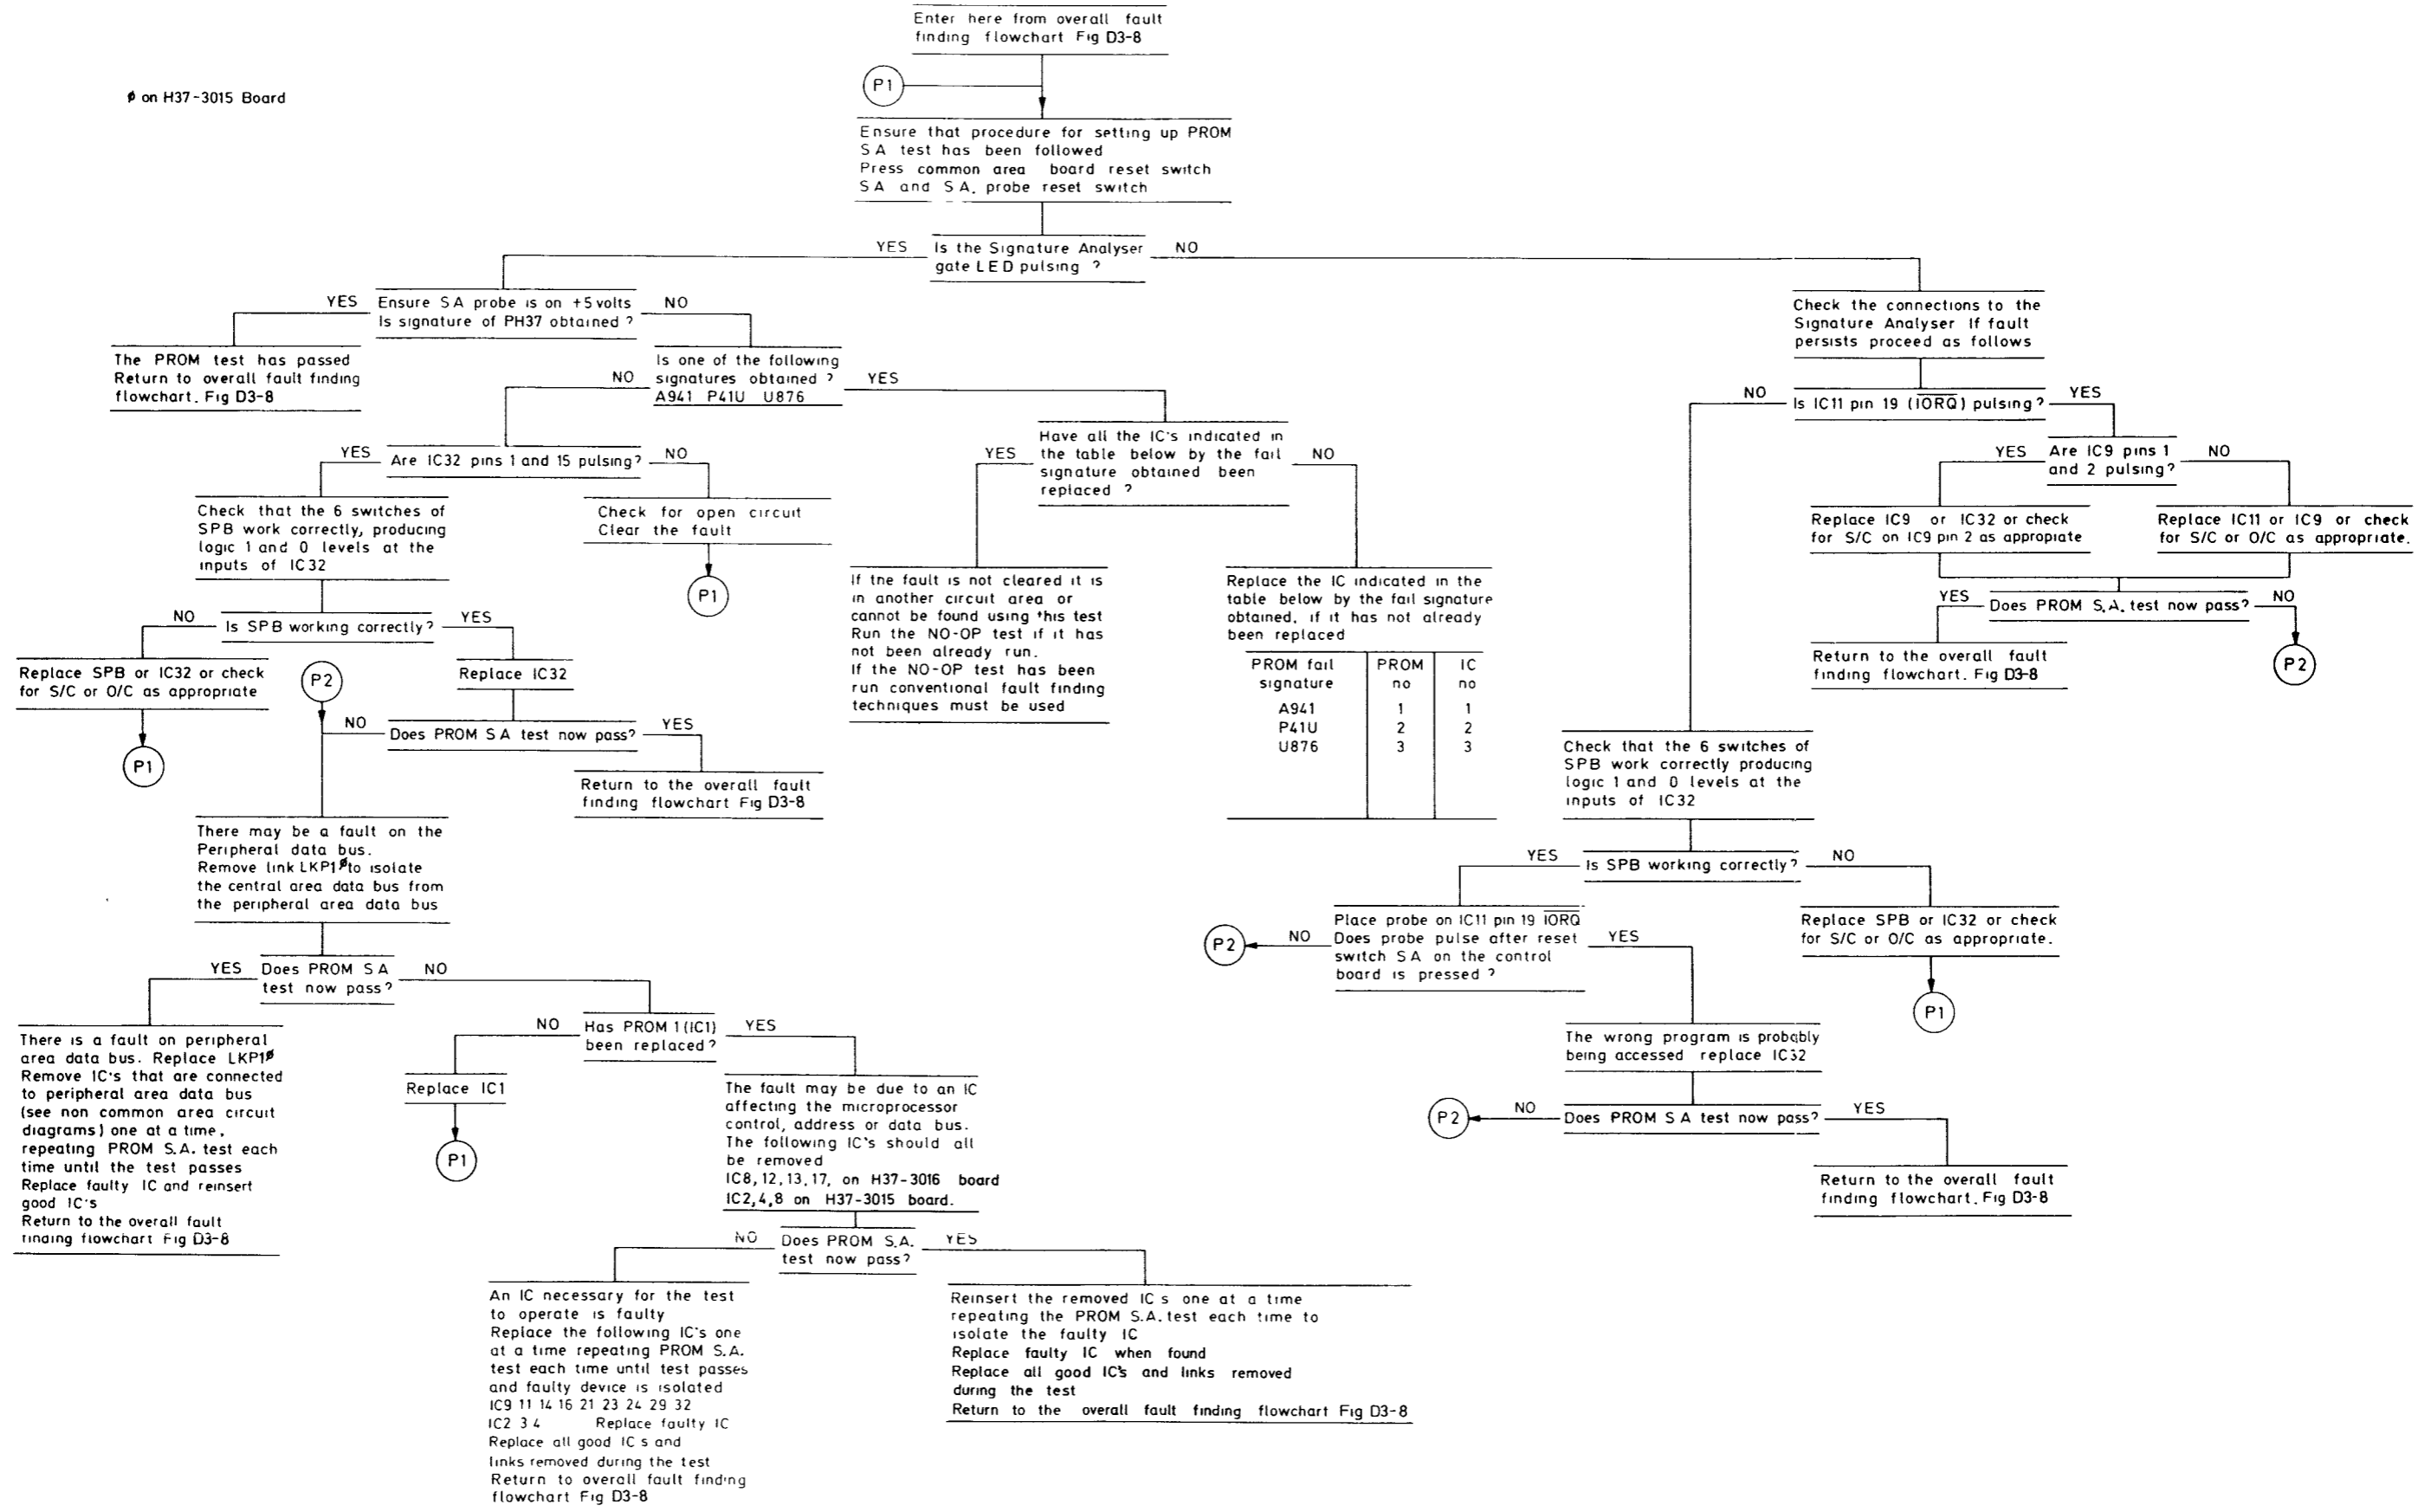 Enter here from overall fault
finding flowchart Fig D3-8
P1
ø on H37-3015 Board
Ensure that procedure for setting up PROM
SA test has been followed
Press common area board reset switch
SA and SA. probe reset switch
YES
Is the Signature Analyser
gate LED pulsing ?
NO
YES
Ensure SA probe is on +5volts
Is signature of PH37 obtained ?
NO
The PROM test has passed
Return to overall fault finding
flowchart. Fig D3-8
NO
Is one of the following
signatures obtained ?
A941 P41U U876
YES
YES
Are IC32 pins 1 and 15 pulsing?
NO
Check that the 6 switches of
SPB work correctly, producing
logic 1 and 0 levels at the
inputs of IC32
Check for open circuit
Clear the fault
P1
NO
Is SPB working correctly?
YES
Replace SPB or IC32 or check
for S/C or O/C as appropriate
P1
P2
Replace IC32
NO
Does PROM SA test now pass?
YES
Return to the overall fault
finding flowchart Fig D3-8
There may be a fault on the
Peripheral data bus.
Remove link LKP1ø to isolate
the central area data bus from
the peripheral area data bus
YES
Does PROM SA
test now pass?
NO
There is a fault on peripheral
area data bus. Replace LKP1ø
Remove IC's that are connected
to peripheral area data bus
(see non common area circuit
diagrams) one at a time,
repeating PROM S.A. test each
time until the test passes
Replace faulty IC and reinsert
good IC's
Return to the overall fault
finding flowchart Fig D3-8
NO
Has PROM 1(IC1)
been replaced?
YES
Replace IC1
P1
The fault may be due to an IC
affecting the microprocessor
control, address or data bus.
The following IC's should all
be removed
IC8,12,13,17, on H37-3016 board
IC2,4,8 on H37-3015 board.
NO
Does PROM S.A.
test now pass?
YES
An IC necessary for the test
to operate is faulty
Replace the following IC's one
at a time repeating PROM S.A.
test each time until test passes
and faulty device is isolated
IC9 11 14 16 21 23 24 29 32
IC2 3 4 Replace faulty IC
Replace all good IC s and
links removed during the test
Return to overall fault finding
flowchart Fig D3-8
Reinsert the removed IC s one at a time
repeating the PROM S.A. test each time to
isolate the faulty IC
Replace faulty IC when found
Replace all good IC's and links removed
during the test
Return to the overall fault finding flowchart Fig D3-8
YES
Have all the IC's indicated in
the table below by the fail
signature obtained been
replaced ?
NO
If the fault is not cleared it is
in another circuit area or
cannot be found using this test
Run the NO-OP test if it has
not been already run.
If the NO-OP test has been
run conventional fault finding
techniques must be used
Replace the IC indicated in the
table below by the fail signature
obtained, if it has not already
been replaced
PROM fail PROM IC
signature no no
A941 1 1
P41U 2 2
U876 3 3
Check the connections to the
Signature Analyser If fault
persists proceed as follows
NO
Is IC11 pin 19 (I̅O̅R̅Q̅) pulsing?
YES
YES
Are IC9 pins 1
and 2 pulsing?
NO
Replace IC9 or IC32 or check
for S/C on IC9 pin 2 as appropiate
Replace IC11 or IC9 or check
for S/C or O/C as appropriate.
YES
Does PROM S.A. test now pass?
NO
Return to the overall fault
finding flowchart. Fig D3-8
P2
Check that the 6 switches of
SPB work correctly producing
logic 1 and 0 levels at the
inputs of IC32
YES
Is SPB working correctly?
NO
P2
NO
Place probe on IC11 pin 19 I̅O̅R̅Q̅
Does probe pulse after reset
switch SA on the control
board is pressed ?
YES
Replace SPB or IC32 or check
for S/C or O/C as appropriate.
P1
The wrong program is probably
being accessed replace IC32
P2
NO
Does PROM SA test now pass?
YES
Return to the overall fault
finding flowchart. Fig D3-8